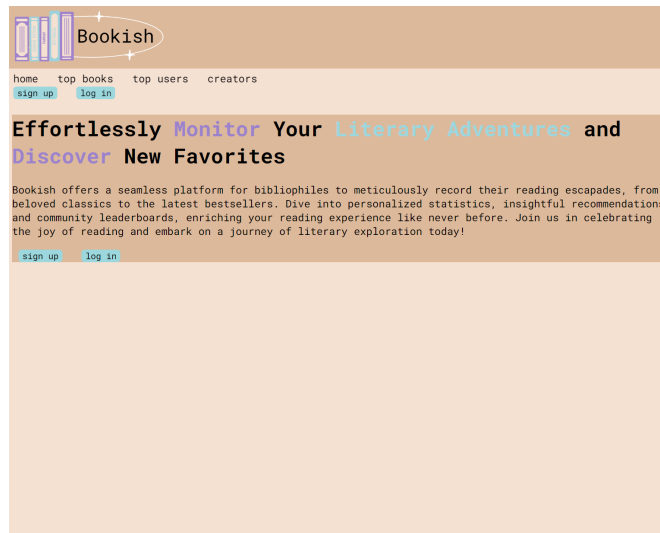 Bookish
home top books top users creators
sign up log in
Effortlessly Monitor Your Literary Adventures and
Discover New Favorites
Bookish offers a seamless platform for bibliophiles to meticulously record their reading escapades, from
beloved classics to the latest bestsellers. Dive into personalized statistics, insightful recommendations
and community leaderboards, enriching your reading experience like never before. Join us in celebrating
the joy of reading and embark on a journey of literary exploration today!
sign up log in